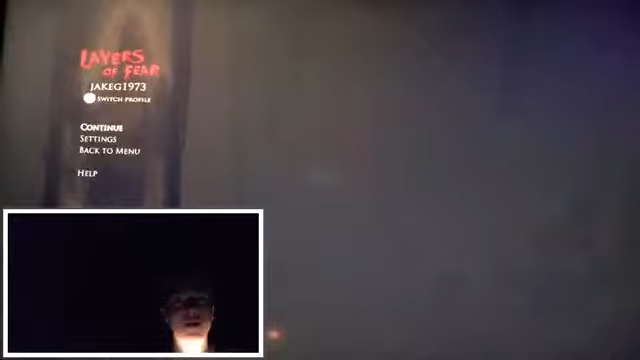 LAYERS
OF FEAR
JAKEG1973
SWITCH PROFILE
CONTINUE
SETTINGS
BACK TO MENU
HELP